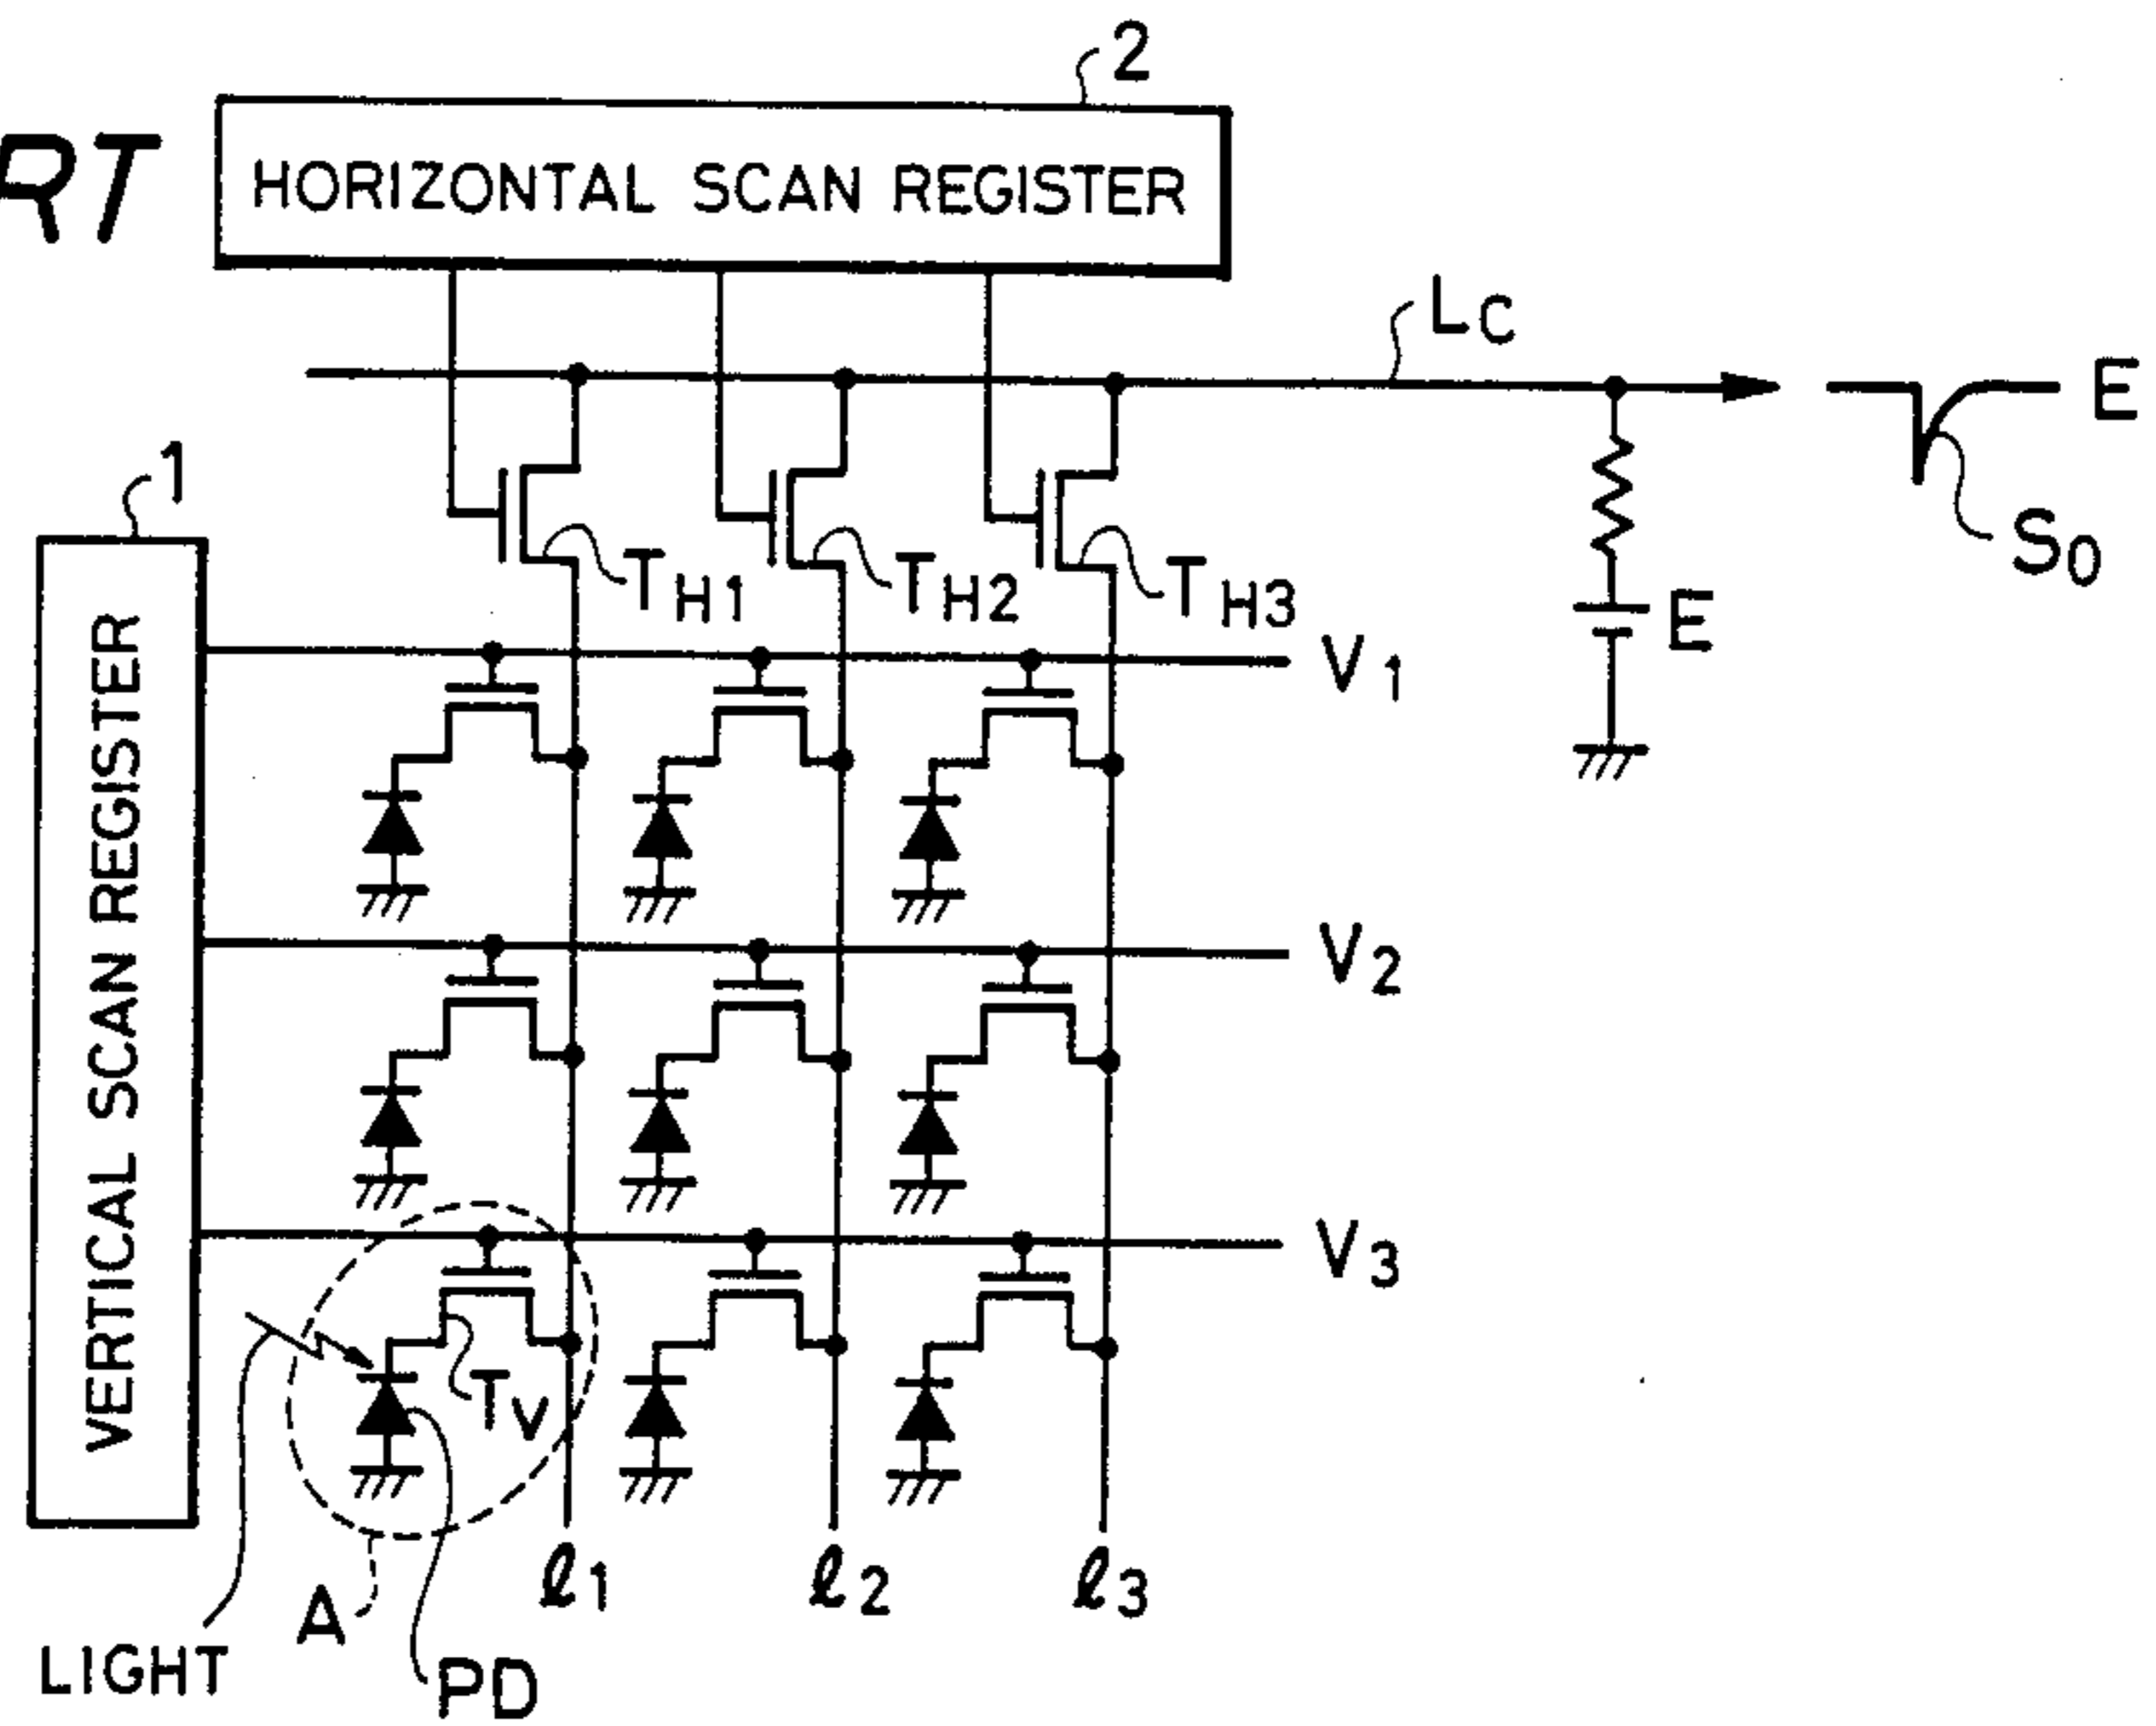 2
RT
HORIZONTAL SCAN REGISTER
LC
E
1
SO
TH1
TH2
TH3
E
V1
VERTICAL SCAN REGISTER
V2
V3
TV
ℓ1
ℓ2
ℓ3
A
LIGHT
PD